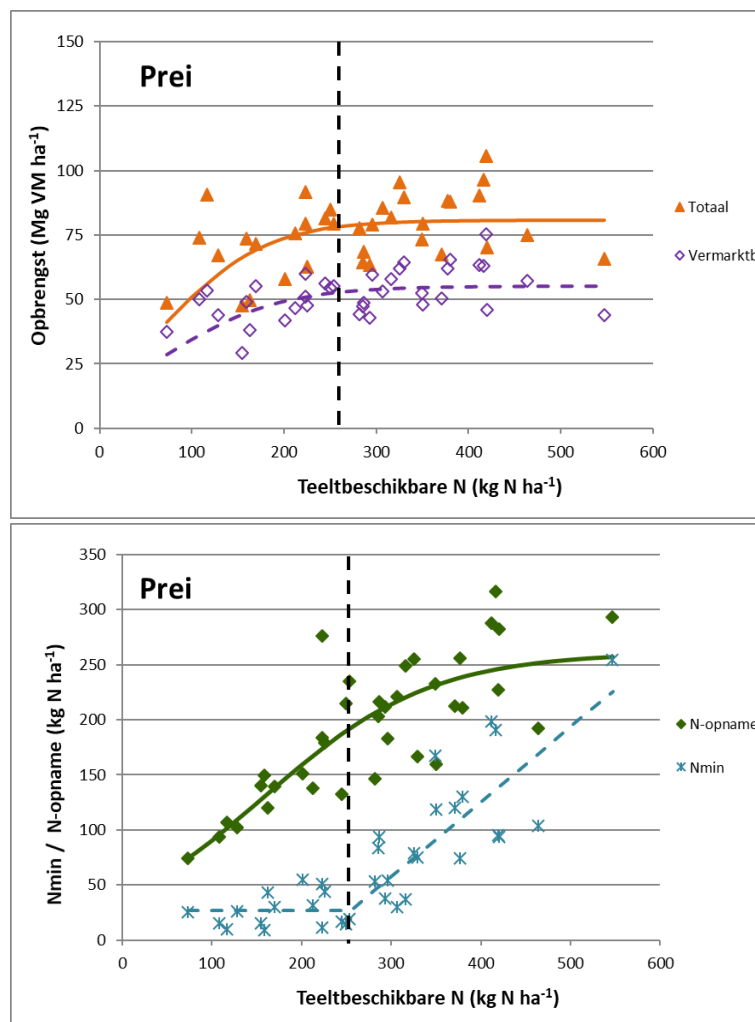 150
125
100
75
50
25
0
Opbrengst (Mg VM ha⁻¹)
Prei
Totaal
Vermarktb
0 100 200 300 400 500 600
Teeltbeschikbare N (kg N ha⁻¹)
350
300
250
200
150
100
50
0
Nmin / N-opname (kg N ha⁻¹)
Prei
N-opname
Nmin
0 100 200 300 400 500 600
Teeltbeschikbare N (kg N ha⁻¹)